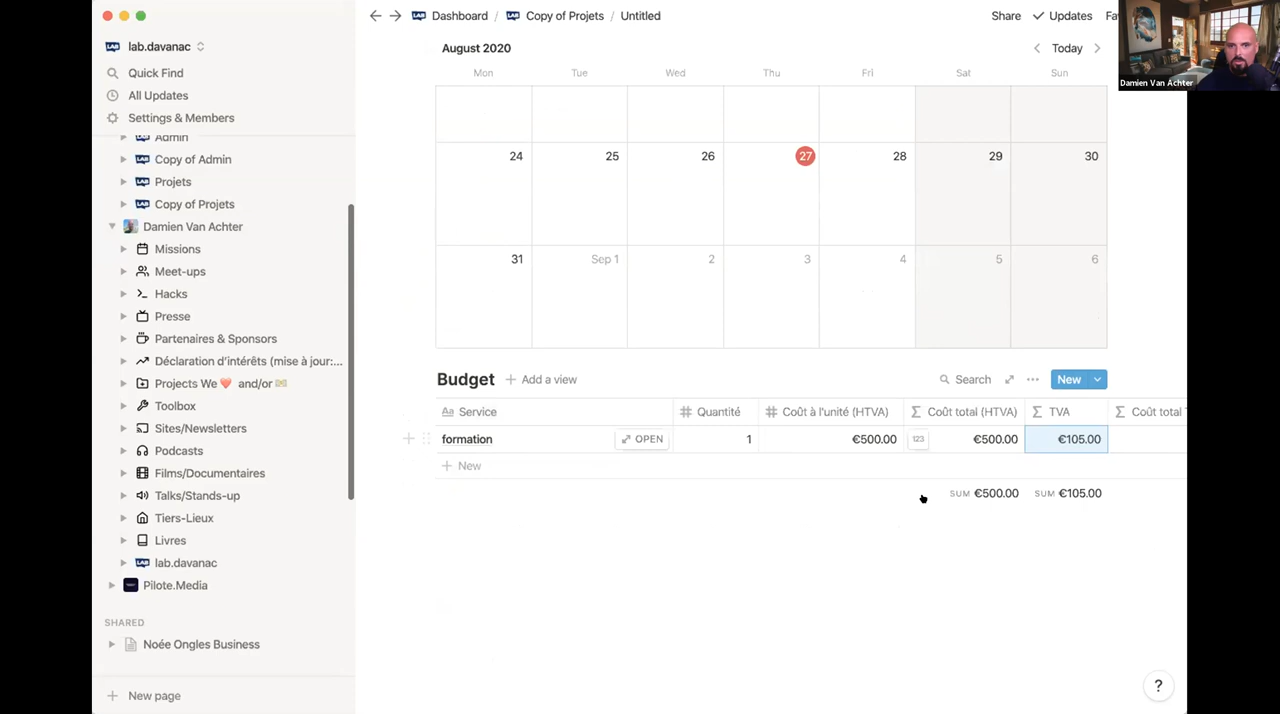 Dashboard / Copy of Projets / Untitled
Share Updates Fa
Damien Van Achter
lab.davanac
Quick Find
All Updates
Settings & Members
Admin
Copy of Admin
Projets
Copy of Projets
Damien Van Achter
Missions
Meet-ups
Hacks
Presse
Partenaires & Sponsors
Déclaration d'intérêts (mise à jour:...
Projects We ❤️ and/or
Toolbox
Sites/Newsletters
Podcasts
Films/Documentaires
Talks/Stands-up
Tiers-Lieux
Livres
lab.davanac
Pilote.Media
SHARED
Noée Ongles Business
+ New page
August 2020
Today
Mon Tue Wed Thu Fri Sat Sun
24 25 26 27 28 29 30
31 Sep 1 2 3 4 5 6
Budget + Add a view
Search ... New
Aa Service # Quantité # Coût à l'unité (HTVA) Σ Coût total (HTVA) Σ TVA Σ Coût total
formation OPEN 1 €500.00 123 €500.00 €105.00
+ New
SUM €500.00 SUM €105.00
?